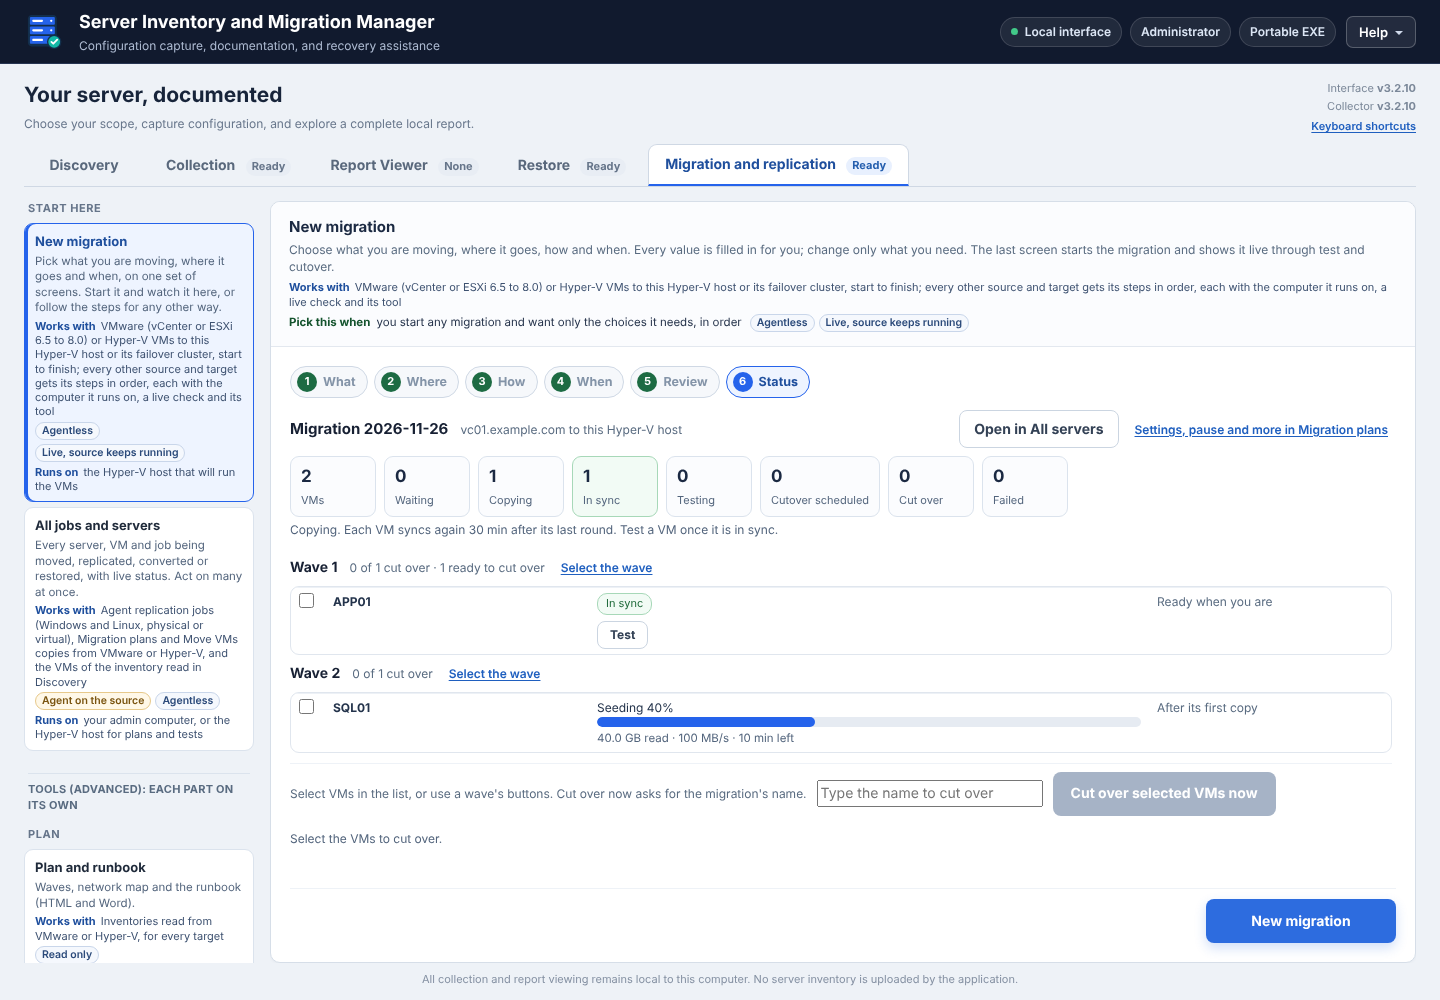 Server Inventory and Migration Manager
Configuration capture, documentation, and recovery assistance
Local interface
Administrator
Portable EXE
Help
Your server, documented
Choose your scope, capture configuration, and explore a complete local report.
Interface v3.2.10
Collector v3.2.10
Keyboard shortcuts
Discovery
Collection Ready
Report Viewer None
Restore Ready
Migration and replication Ready
START HERE
New migration
Pick what you are moving, where it
goes and when, on one set of
screens. Start it and watch it here, or
follow the steps for any other way.
Works with VMware (vCenter or ESXi
6.5 to 8.0) or Hyper-V VMs to this
Hyper-V host or its failover cluster, start
to finish; every other source and target
gets its steps in order, each with the
computer it runs on, a live check and its
tool
Agentless
Live, source keeps running
Runs on the Hyper-V host that will run
the VMs
All jobs and servers
Every server, VM and job being
moved, replicated, converted or
restored, with live status. Act on many
at once.
Works with Agent replication jobs
(Windows and Linux, physical or
virtual), Migration plans and Move VMs
copies from VMware or Hyper-V, and
the VMs of the inventory read in
Discovery
Agent on the source Agentless
Runs on your admin computer, or the
Hyper-V host for plans and tests
TOOLS (ADVANCED): EACH PART ON
ITS OWN
PLAN
Plan and runbook
Waves, network map and the runbook
(HTML and Word).
Works with Inventories read from
VMware or Hyper-V, for every target
Read only
New migration
Choose what you are moving, where it goes, how and when. Every value is filled in for you; change only what you need. The last screen starts the migration and shows it live through test and
cutover.
Works with VMware (vCenter or ESXi 6.5 to 8.0) or Hyper-V VMs to this Hyper-V host or its failover cluster, start to finish; every other source and target gets its steps in order, each with the computer it runs on, a
live check and its tool
Pick this when you start any migration and want only the choices it needs, in order Agentless Live, source keeps running
1 What
2 Where
3 How
4 When
5 Review
6 Status
Migration 2026-11-26 vc01.example.com to this Hyper-V host
Open in All servers
Settings, pause and more in Migration plans
2
VMs
0
Waiting
1
Copying
1
In sync
0
Testing
0
Cutover scheduled
0
Cut over
0
Failed
Copying. Each VM syncs again 30 min after its last round. Test a VM once it is in sync.
Wave 1 0 of 1 cut over · 1 ready to cut over Select the wave
APP01
In sync
Test
Ready when you are
Wave 2 0 of 1 cut over Select the wave
SQL01
Seeding 40%
40.0 GB read · 100 MB/s · 10 min left
After its first copy
Select VMs in the list, or use a wave's buttons. Cut over now asks for the migration's name.
Type the name to cut over
Cut over selected VMs now
Select the VMs to cut over.
New migration
All collection and report viewing remains local to this computer. No server inventory is uploaded by the application.